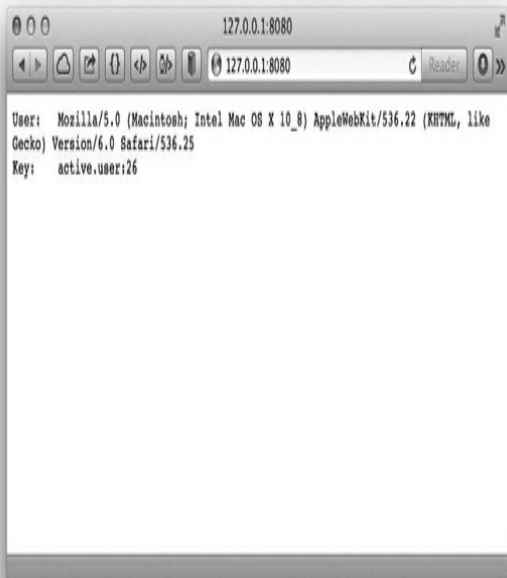 127.0.0.1:8080
127.0.0.1:8080 Reader
User: Mozilla/5.0 (Macintosh; Intel Mac OS X 10_8) AppleWebKit/536.22 (KHTML, like
Gecko) Version/6.0 Safari/536.25
Key: active.user:26